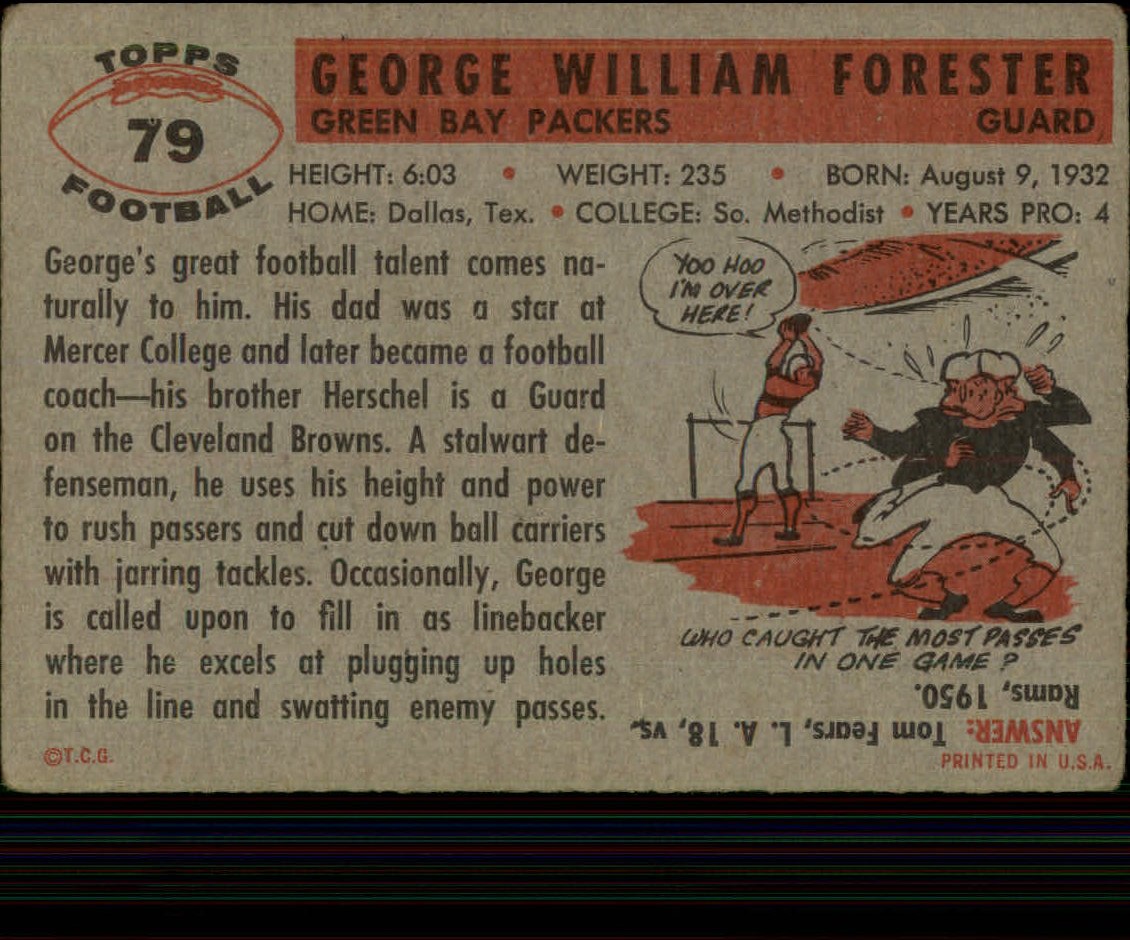 TOPPS
79
FOOTBALL
GEORGE WILLIAM FORESTER
GREEN BAY PACKERS GUARD
HEIGHT: 6:03 • WEIGHT: 235 • BORN: August 9, 1932
HOME: Dallas, Tex. • COLLEGE: So. Methodist • YEARS PRO: 4
George's great football talent comes na-
turally to him. His dad was a star at
Mercer College and later became a football
coach—his brother Herschel is a Guard
on the Cleveland Browns. A stalwart de-
fenseman, he uses his height and power
to rush passers and cut down ball carriers
with jarring tackles. Occasionally, George
is called upon to fill in as linebacker
where he excels at plugging up holes
in the line and swatting enemy passes.
YOO HOO
I'M OVER
HERE!
WHO CAUGHT THE MOST PASSES
IN ONE GAME?
ANSWER: Tom Fears, L. A. 18, vs.
Rams, 1950.
©T.C.G.
PRINTED IN U.S.A.